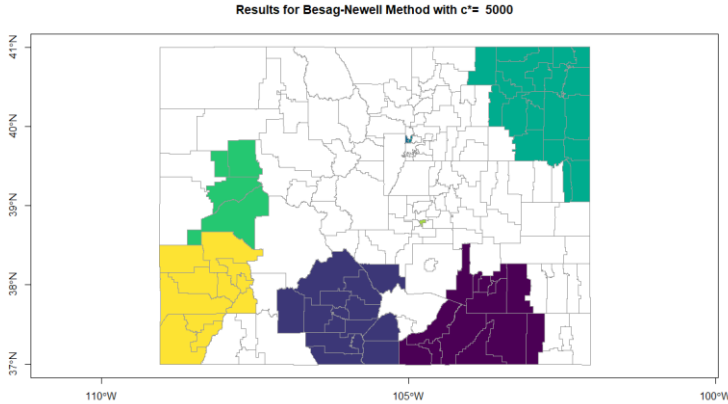 Results for Besag-Newell Method with c*= 5000
41°N
40°N
39°N
38°N
37°N
110°W
105°W
100°W